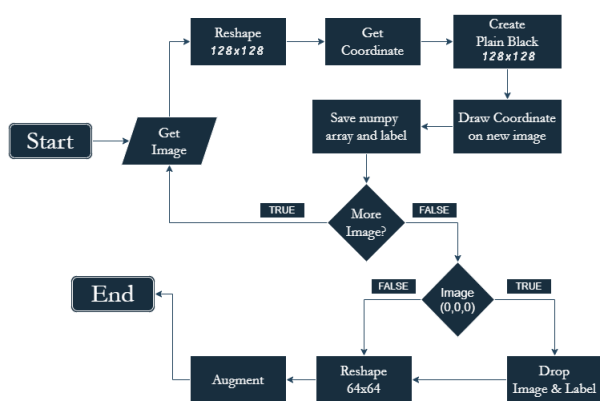 Start
Get
Image
Reshape
128x128
Get
Coordinate
Create
Plain Black
128x128
Draw Coordinate
on new image
Save numpy
array and label
More
Image?
TRUE
FALSE
Image
(0,0,0)
FALSE
TRUE
Drop
Image & Label
Reshape
64x64
Augment
End